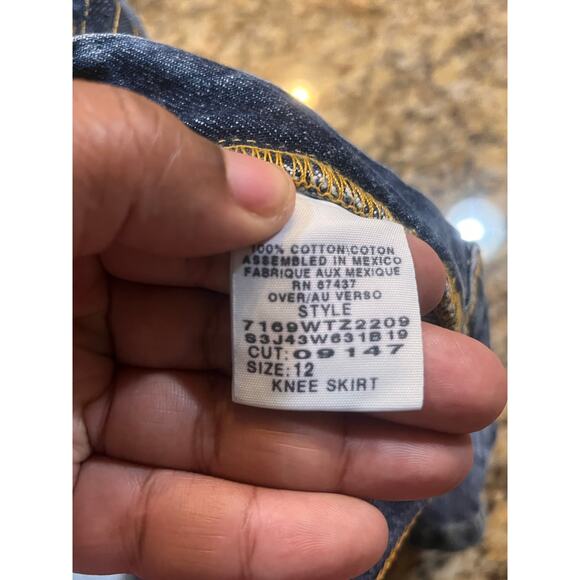 100% COTTON\COTON
ASSEMBLED IN MEXICO
FABRIQUE AUX MEXIQUE
RN 87437
OVER/AU VERSO
STYLE
7169WTZ2209
S3J43W631B19
CUT: 09147
SIZE: 12
KNEE SKIRT